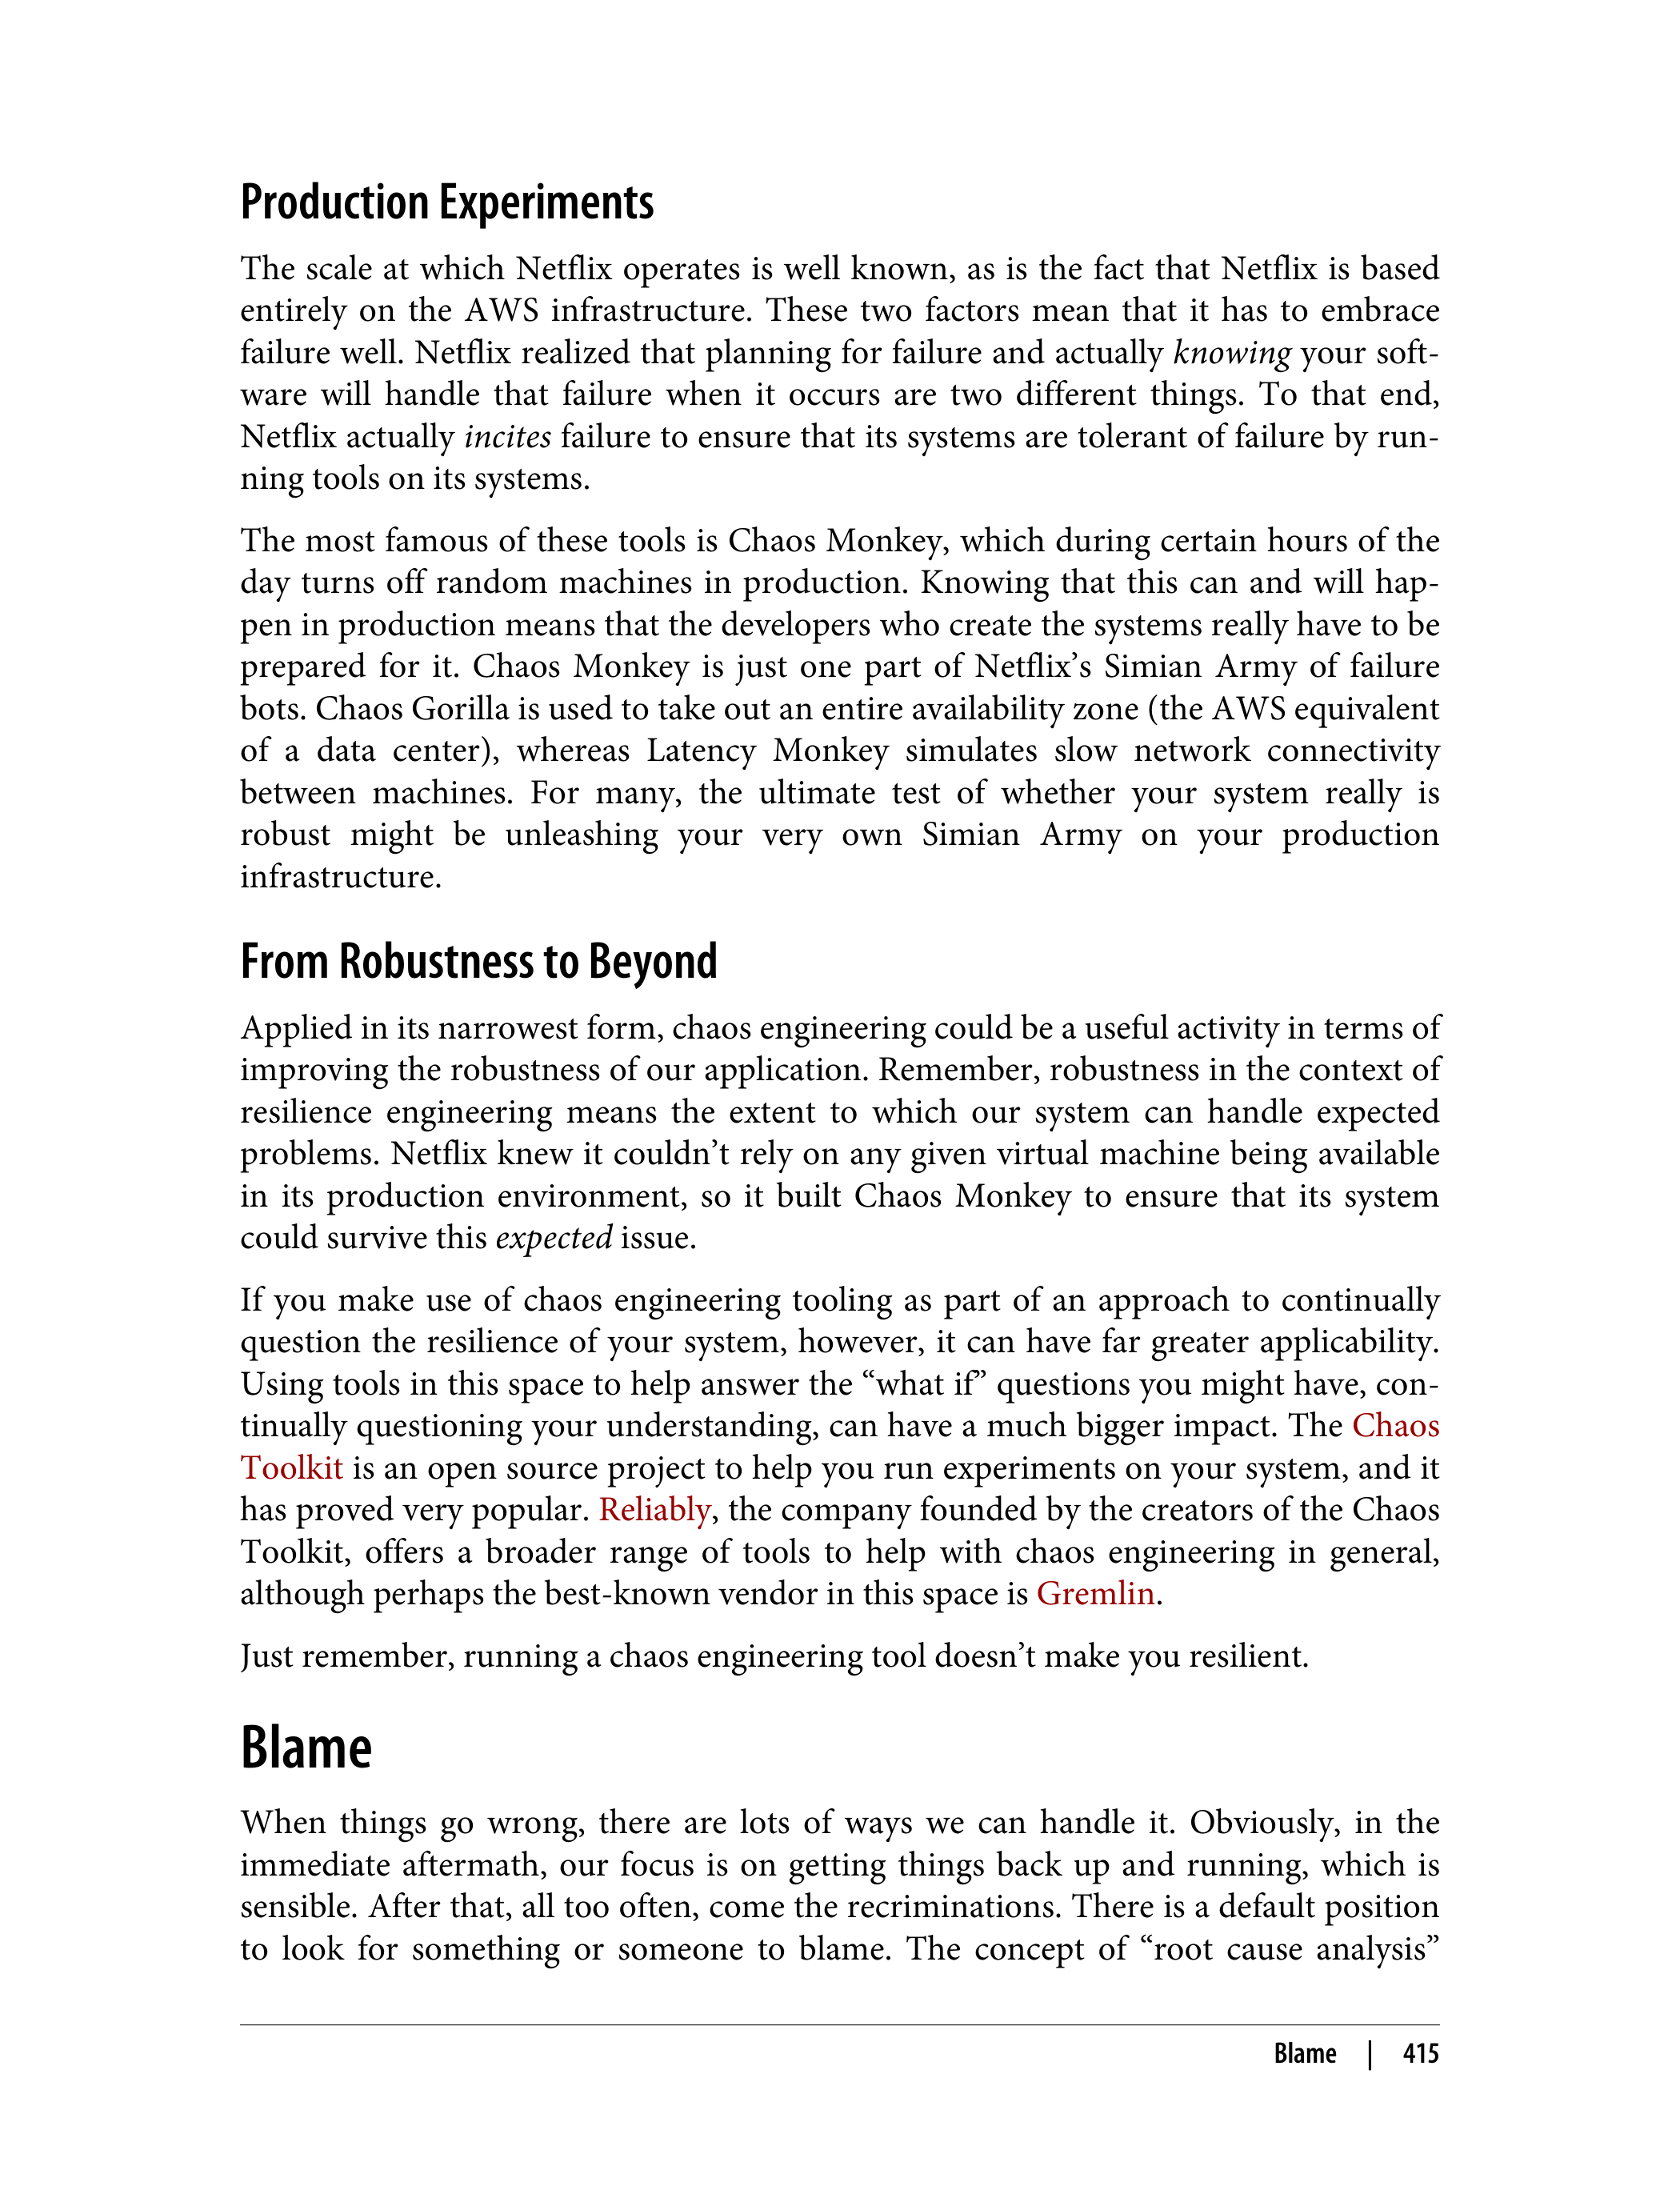 Production Experiments
The scale at which Netflix operates is well known, as is the fact that Netflix is based
entirely on the AWS infrastructure. These two factors mean that it has to embrace
failure well. Netflix realized that planning for failure and actually knowing your soft-
ware will handle that failure when it occurs are two different things. To that end,
Netflix actually incites failure to ensure that its systems are tolerant of failure by run-
ning tools on its systems.
The most famous of these tools is Chaos Monkey, which during certain hours of the
day turns off random machines in production. Knowing that this can and will hap-
pen in production means that the developers who create the systems really have to be
prepared for it. Chaos Monkey is just one part of Netflix’s Simian Army of failure
bots. Chaos Gorilla is used to take out an entire availability zone (the AWS equivalent
of a data center), whereas Latency Monkey simulates slow network connectivity
between machines. For many, the ultimate test of whether your system really is
robust might be unleashing your very own Simian Army on your production
infrastructure.
From Robustness to Beyond
Applied in its narrowest form, chaos engineering could be a useful activity in terms of
improving the robustness of our application. Remember, robustness in the context of
resilience engineering means the extent to which our system can handle expected
problems. Netflix knew it couldn’t rely on any given virtual machine being available
in its production environment, so it built Chaos Monkey to ensure that its system
could survive this expected issue.
If you make use of chaos engineering tooling as part of an approach to continually
question the resilience of your system, however, it can have far greater applicability.
Using tools in this space to help answer the “what if” questions you might have, con-
tinually questioning your understanding, can have a much bigger impact. The Chaos
Toolkit is an open source project to help you run experiments on your system, and it
has proved very popular. Reliably, the company founded by the creators of the Chaos
Toolkit, offers a broader range of tools to help with chaos engineering in general,
although perhaps the best-known vendor in this space is Gremlin.
Just remember, running a chaos engineering tool doesn’t make you resilient.
Blame
When things go wrong, there are lots of ways we can handle it. Obviously, in the
immediate aftermath, our focus is on getting things back up and running, which is
sensible. After that, all too often, come the recriminations. There is a default position
to look for something or someone to blame. The concept of “root cause analysis”
Blame | 415